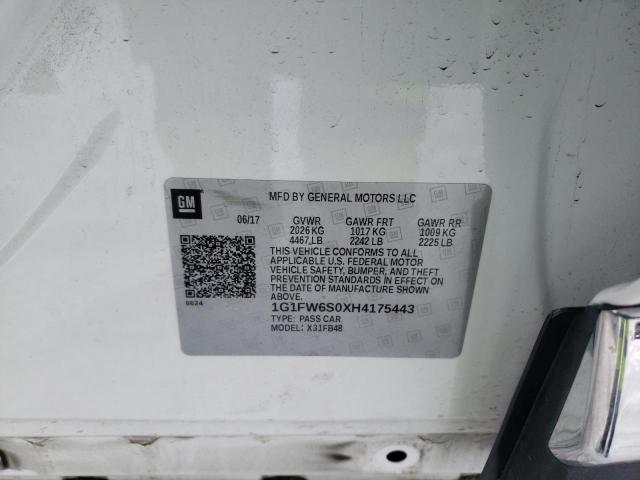 GM
MFD BY GENERAL MOTORS LLC
06/17 GVWR GAWR FRT GAWR RR
2026 KG 1017 KG 1009 KG
4467 LB 2242 LB 2225 LB
THIS VEHICLE CONFORMS TO ALL
APPLICABLE U.S. FEDERAL MOTOR
VEHICLE SAFETY, BUMPER, AND THEFT
PREVENTION STANDARDS IN EFFECT ON
THE DATE OF MANUFACTURE SHOWN
ABOVE.
1G1FW6S0XH4175443
TYPE: PASS CAR
MODEL: X31FB48